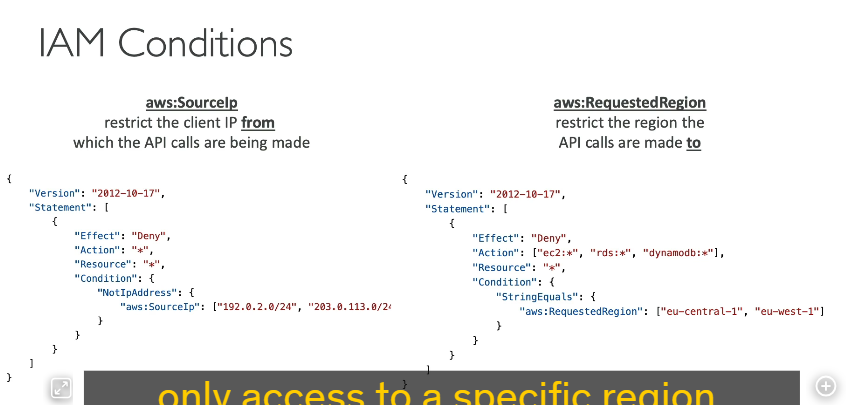 IAM Conditions
aws:SourceIp
restrict the client IP from
which the API calls are being made
{
"Version": "2012-10-17",
"Statement": [
{
"Effect": "Deny",
"Action": "*",
"Resource": "*",
"Condition": {
"NotIpAddress": {
"aws:SourceIp": ["192.0.2.0/24", "203.0.113.0/24
}
}
}
]
}
aws:RequestedRegion
restrict the region the
API calls are made to
{
"Version": "2012-10-17",
"Statement": [
{
"Effect": "Deny",
"Action": ["ec2:*", "rds:*", "dynamodb:*"],
"Resource": "*",
"Condition": {
"StringEquals": {
"aws:RequestedRegion": ["eu-central-1", "eu-west-1"]
}
}
}
]
}
only access to a specific region